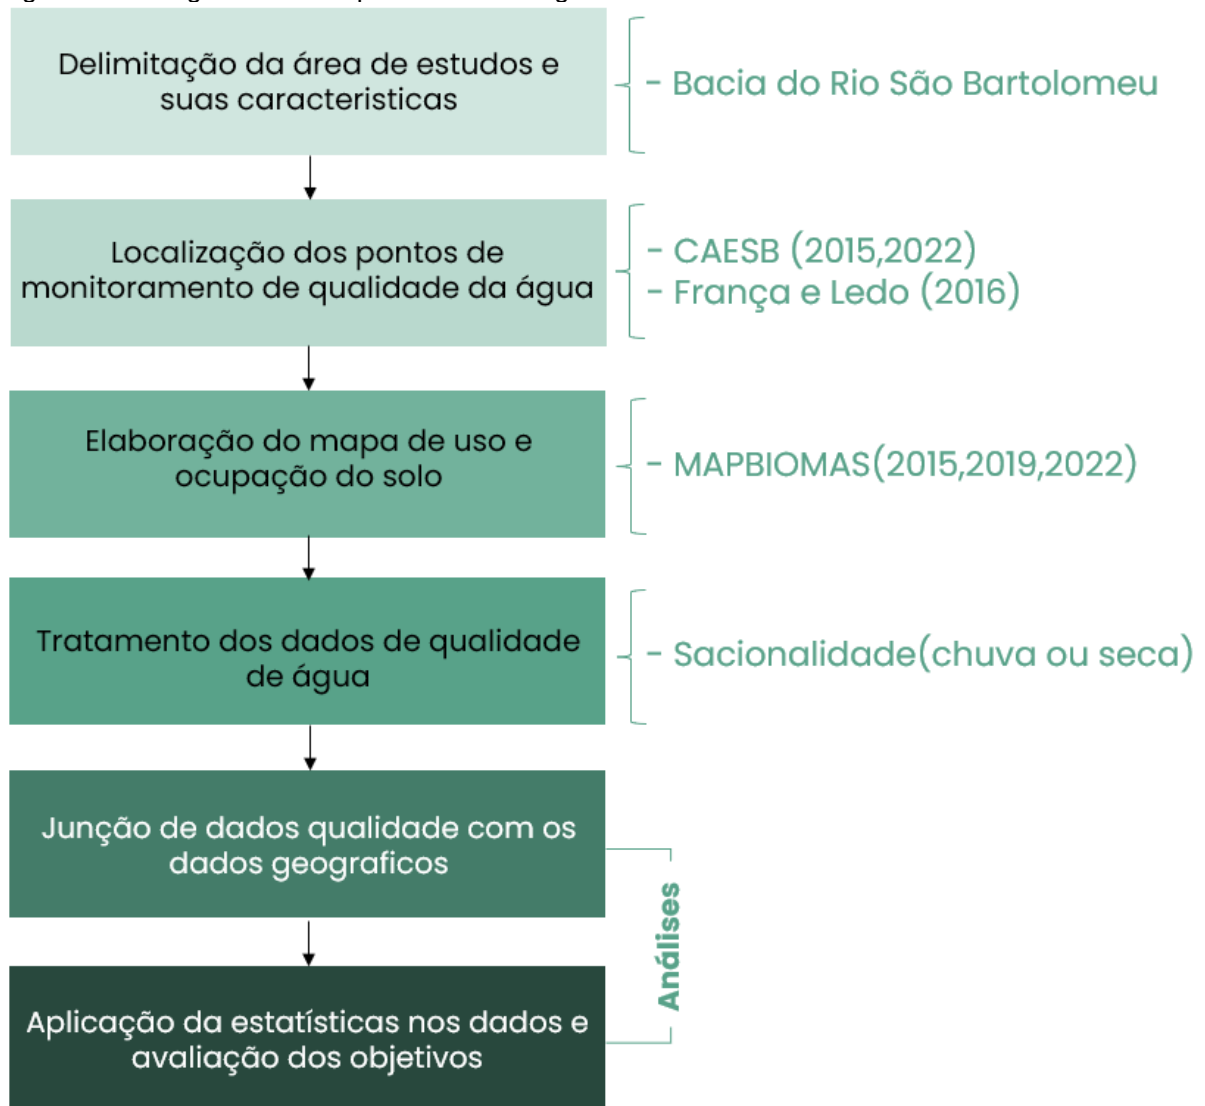 Delimitação da área de estudos e
suas caracteristicas
- Bacia do Rio São Bartolomeu
Localização dos pontos de
monitoramento de qualidade da água
- CAESB (2015,2022)
- França e Ledo (2016)
Elaboração do mapa de uso e
ocupação do solo
- MAPBIOMAS(2015,2019,2022)
Tratamento dos dados de qualidade
de água
- Sacionalidade(chuva ou seca)
Junção de dados qualidade com os
dados geograficos
Aplicação da estatísticas nos dados e
avaliação dos objetivos
Análises